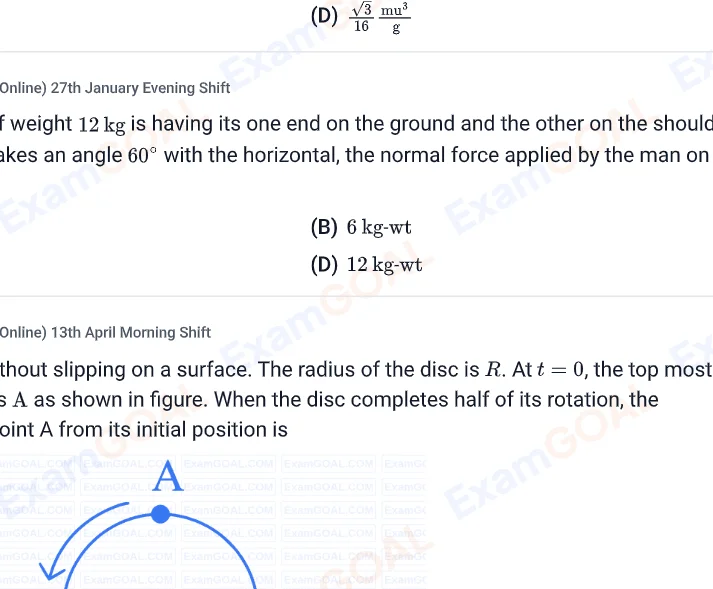 (D) √3/16 mu³/g
Online) 27th January Evening Shift
f weight 12 kg is having its one end on the ground and the other on the should
akes an angle 60° with the horizontal, the normal force applied by the man on
(B) 6 kg-wt
(D) 12 kg-wt
Online) 13th April Morning Shift
thout slipping on a surface. The radius of the disc is R. At t = 0, the top most
s A as shown in figure. When the disc completes half of its rotation, the
oint A from its initial position is
A
ExamGOAL